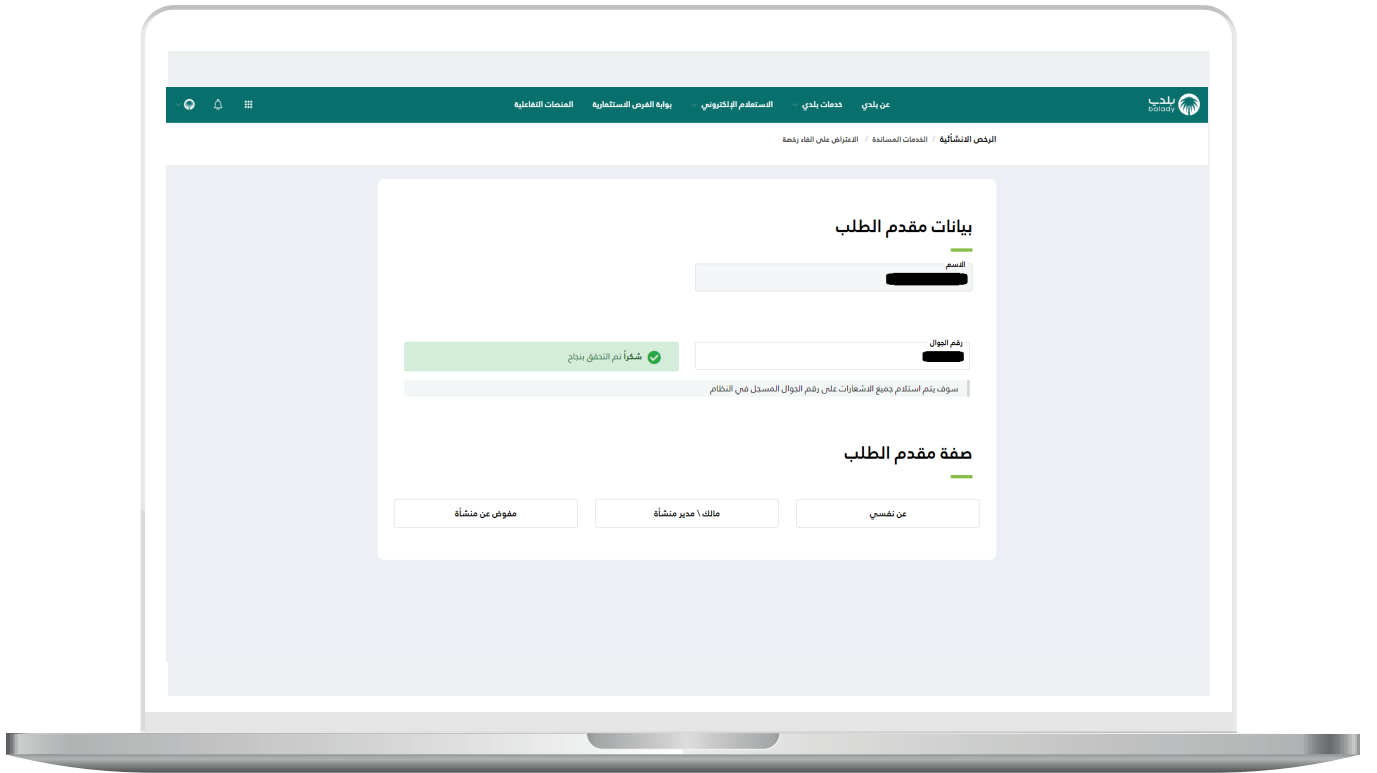 بلدي
balady
عن بلدي
خدمات بلدي
الاستعلام الإلكتروني
بوابة الفرص الاستثمارية
المنصات التفاعلية
الرخص الانشائية / الخدمات المساندة / الاعتراض على الغاء رخصة
بيانات مقدم الطلب
الاسم
رقم الجوال
شكراً تم التحقق بنجاح
سوف يتم استلام جميع الاشعارات على رقم الجوال المسجل في النظام
صفة مقدم الطلب
عن نفسي
مالك \ مدير منشأة
مفوض عن منشأة